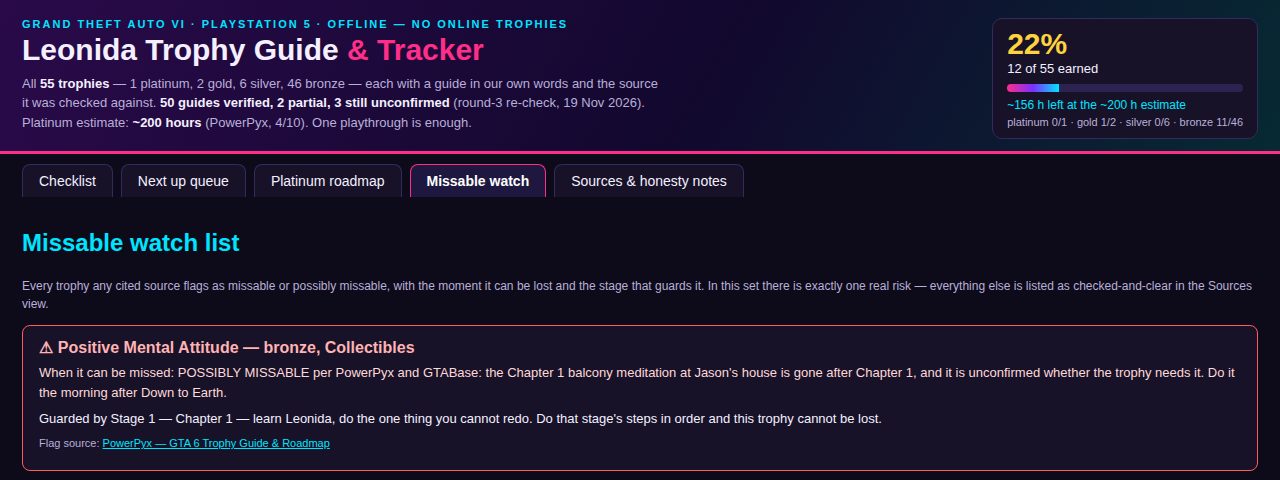 GRAND THEFT AUTO VI · PLAYSTATION 5 · OFFLINE — NO ONLINE TROPHIES
Leonida Trophy Guide & Tracker
All 55 trophies — 1 platinum, 2 gold, 6 silver, 46 bronze — each with a guide in our own words and the source
it was checked against. 50 guides verified, 2 partial, 3 still unconfirmed (round-3 re-check, 19 Nov 2026).
Platinum estimate: ~200 hours (PowerPyx, 4/10). One playthrough is enough.
22%
12 of 55 earned
~156 h left at the ~200 h estimate
platinum 0/1 · gold 1/2 · silver 0/6 · bronze 11/46
Checklist
Next up queue
Platinum roadmap
Missable watch
Sources & honesty notes
Missable watch list
Every trophy any cited source flags as missable or possibly missable, with the moment it can be lost and the stage that guards it. In this set there is exactly one real risk — everything else is listed as checked-and-clear in the Sources
view.
⚠ Positive Mental Attitude — bronze, Collectibles
When it can be missed: POSSIBLY MISSABLE per PowerPyx and GTABase: the Chapter 1 balcony meditation at Jason's house is gone after Chapter 1, and it is unconfirmed whether the trophy needs it. Do it
the morning after Down to Earth.
Guarded by Stage 1 — Chapter 1 — learn Leonida, do the one thing you cannot redo. Do that stage's steps in order and this trophy cannot be lost.
Flag source: PowerPyx — GTA 6 Trophy Guide & Roadmap